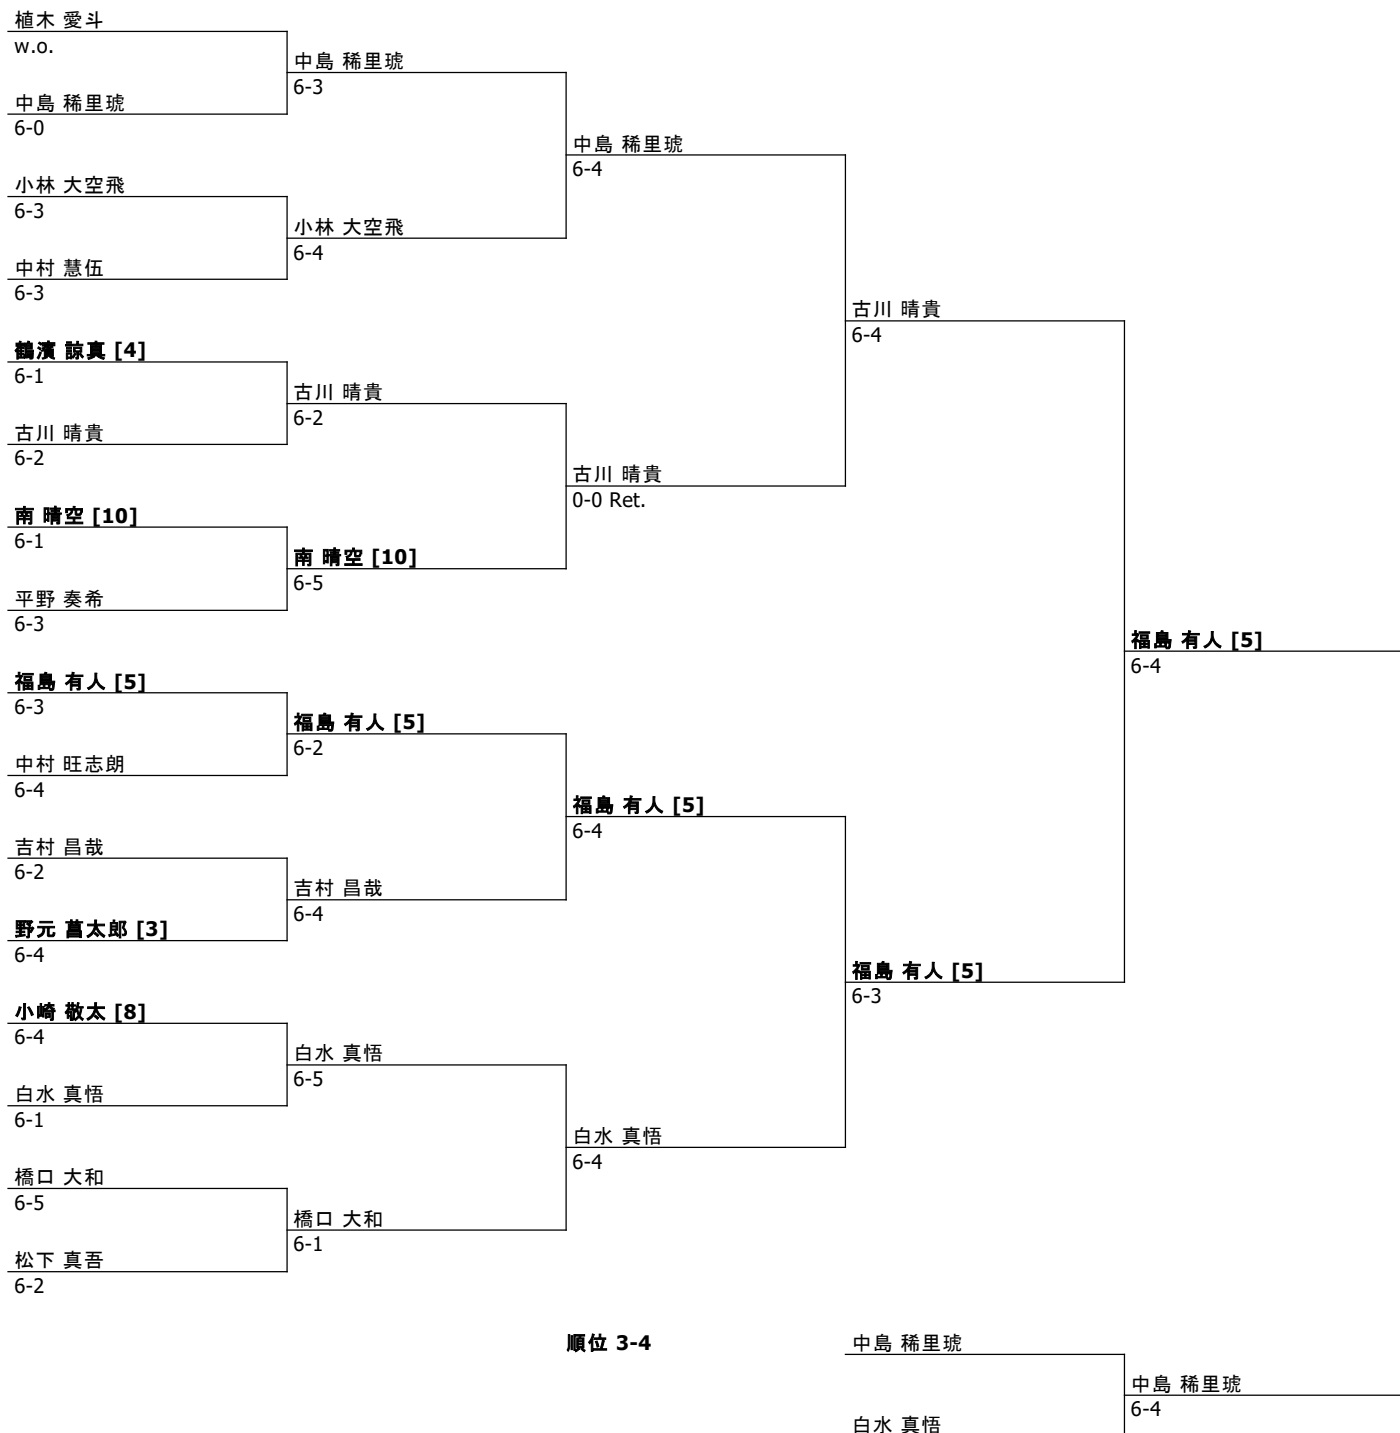 植木 愛斗
w.o.
中島 稀里琥
6-3
中島 稀里琥
6-0
中島 稀里琥
6-4
小林 大空飛
6-3
小林 大空飛
6-4
中村 慧伍
6-3
古川 晴貴
6-4
鶴濱 諒真 [4]
6-1
古川 晴貴
6-2
古川 晴貴
6-2
古川 晴貴
0-0 Ret.
南 晴空 [10]
6-1
南 晴空 [10]
6-5
平野 奏希
6-3
福島 有人 [5]
6-4
福島 有人 [5]
6-3
福島 有人 [5]
6-2
中村 旺志朗
6-4
福島 有人 [5]
6-4
吉村 昌哉
6-2
吉村 昌哉
6-4
野元 菖太郎 [3]
6-4
福島 有人 [5]
6-3
小崎 敬太 [8]
6-4
白水 真悟
6-5
白水 真悟
6-1
白水 真悟
6-4
橋口 大和
6-5
橋口 大和
6-1
松下 真吾
6-2
順位 3-4
中島 稀里琥
中島 稀里琥
6-4
白水 真悟